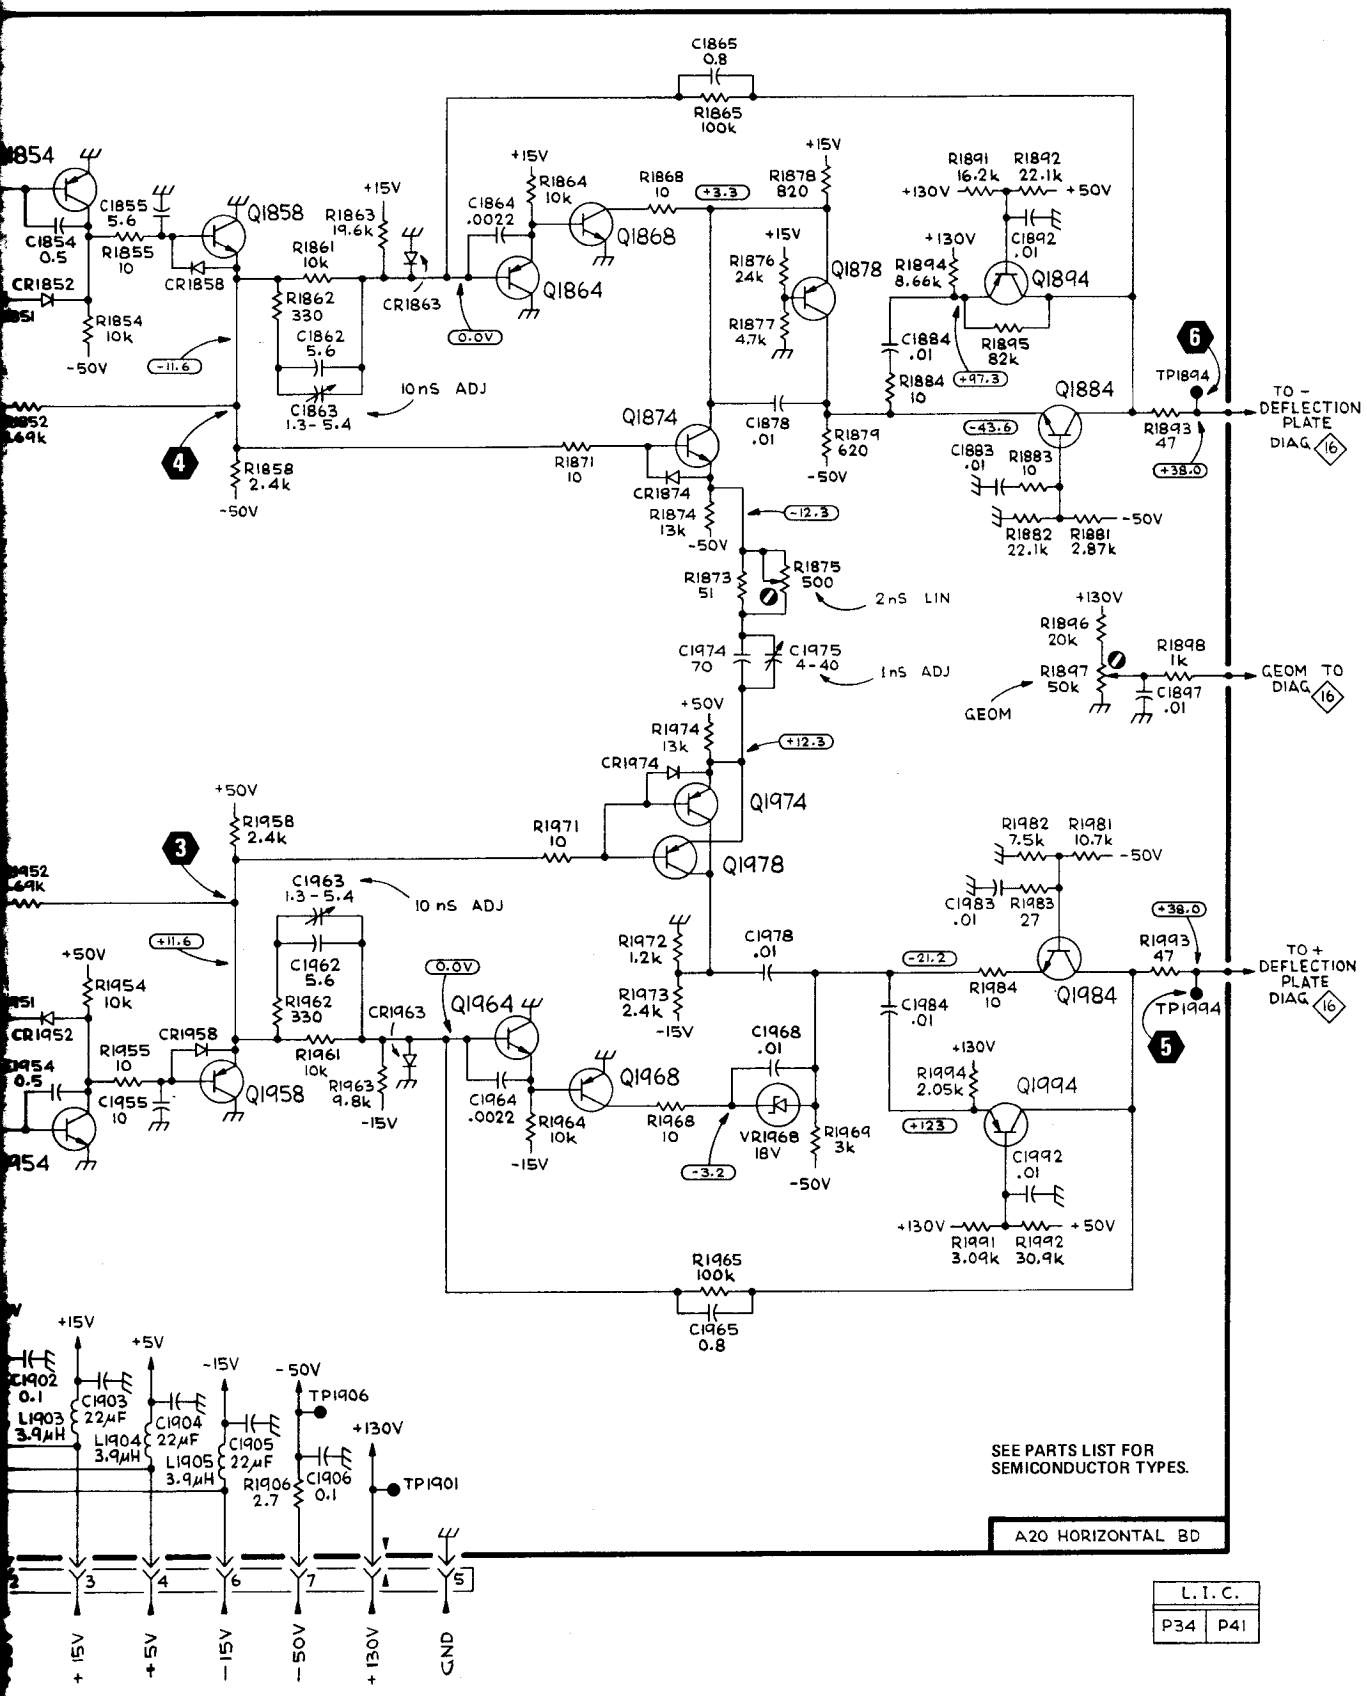 C1865
0.8
R1865
100k
1854
C1854
0.5
C1855
5.6
R1855
10
Q1858
CR1858
CR1852
1851
R1854
10k
-50V
-11.6
+15V
R1863
19.6k
R1861
10k
R1862
330
C1862
5.6
C1863
1.3-5.4
10nS ADJ
CR1863
+15V
R1864
10k
C1864
.0022
Q1864
0.0V
Q1868
R1868
10
+3.3
+15V
R1878
820
+15V
R1876
24k
R1877
4.7k
Q1878
R1891
16.2k
R1892
22.1k
+130V
+50V
C1892
.01
+130V
R1894
8.66k
Q1894
R1895
82k
C1884
.01
+97.3
R1884
10
6
TP1894
TO -
DEFLECTION
PLATE
DIAG 16
R1893
47
+38.0
1852
.69k
4
R1858
2.4k
-50V
R1871
10
Q1874
CR1874
R1874
13k
-50V
C1878
.01
R1879
620
-50V
Q1884
-43.6
C1883
.01
R1883
10
R1882
22.1k
R1881
2.87k
-50V
-12.3
R1873
51
R1875
500
2nS LIN
C1974
70
C1975
4-40
1nS ADJ
+130V
R1896
20k
R1897
50k
GEOM
R1898
1k
C1897
.01
GEOM TO
DIAG 16
+50V
R1974
13k
+12.3
CR1974
Q1974
Q1978
+50V
R1958
2.4k
3
R1971
10
1952
.69k
C1963
1.3-5.4
10nS ADJ
C1962
5.6
R1962
330
+11.6
0.0V
R1982
7.5k
R1981
10.7k
-50V
C1983
.01
R1983
27
+38.0
R1993
47
TO +
DEFLECTION
PLATE
DIAG 16
TP1994
5
R1972
1.2k
R1973
2.4k
-15V
C1978
.01
-21.2
R1984
10
Q1984
C1984
.01
+50V
R1954
10k
1951
CR1952
1954
0.5
R1955
10
C1955
10
CR1958
Q1958
1954
R1961
10k
R1963
9.8k
-15V
CR1963
Q1964
C1964
.0022
R1964
10k
-15V
Q1968
R1968
10
-3.2
C1968
.01
VR1968
18V
R1969
3k
-50V
+130V
R1994
2.05k
Q1994
+123
C1992
.01
+130V
+50V
R1991
3.09k
R1992
30.9k
R1965
100k
C1965
0.8
V
C1902
0.1
+15V
C1903
22µF
L1903
3.9µH
+5V
C1904
22µF
L1904
3.9µH
-15V
C1905
22µF
L1905
3.9µH
-50V
TP1906
C1906
0.1
R1906
2.7
+130V
TP1901
SEE PARTS LIST FOR
SEMICONDUCTOR TYPES.
A20 HORIZONTAL BD
2 3 4 6 7 1 5
+15V
+5V
-15V
-50V
+130V
GND
L.I.C.
P34 P41